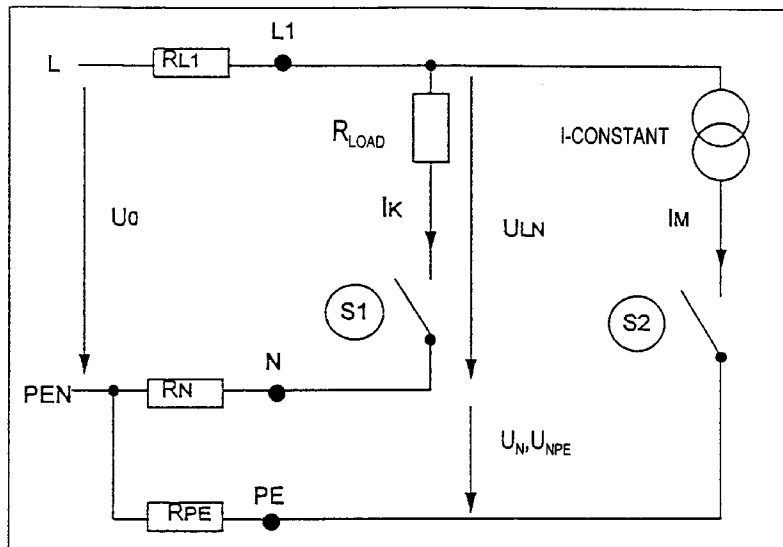 L1
L
RL1
RLOAD
I-CONSTANT
U0
IK
ULN
IM
S1
S2
N
PEN
RN
UN,UNPE
PE
RPE